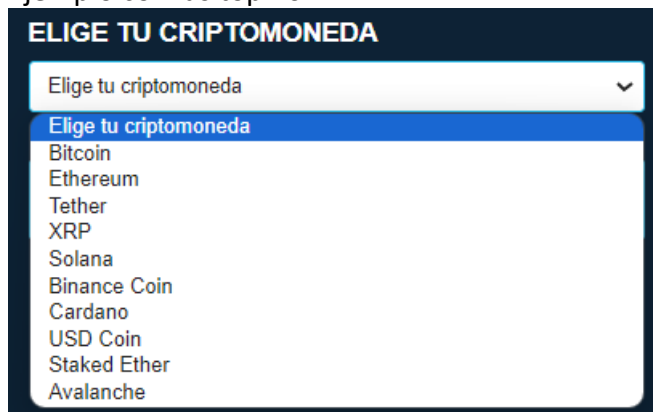 ELIGE TU CRIPTOMONEDA
Elige tu criptomoneda
Elige tu criptomoneda
Bitcoin
Ethereum
Tether
XRP
Solana
Binance Coin
Cardano
USD Coin
Staked Ether
Avalanche